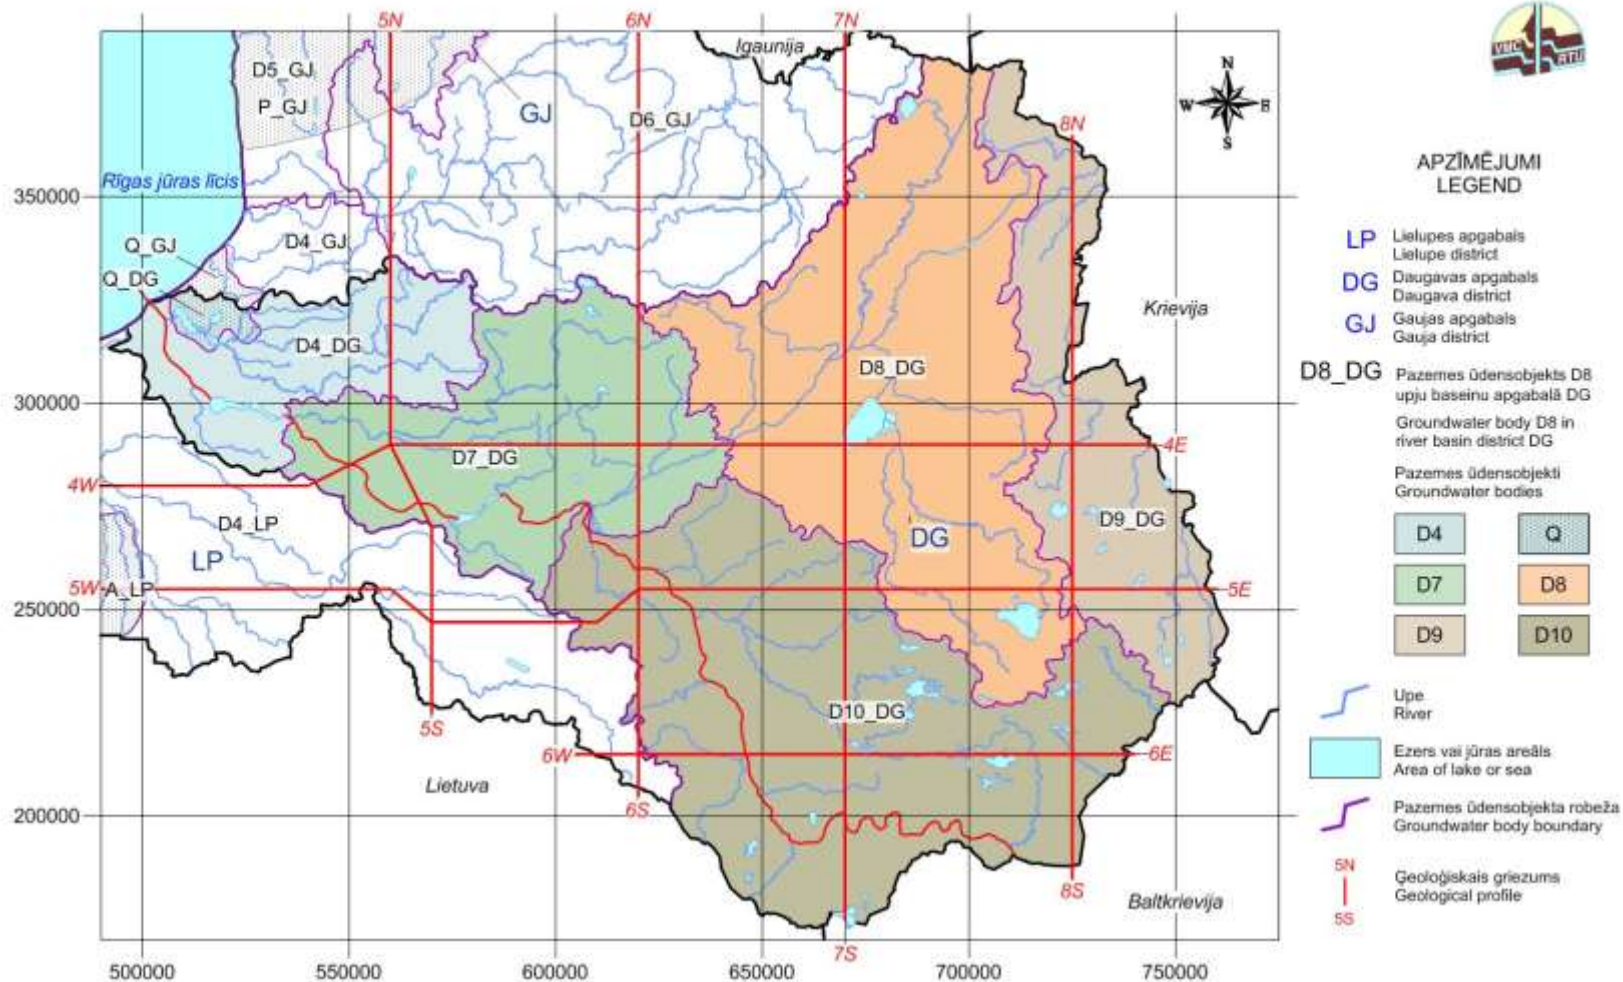 5N
6N
7N
Igaunija
VMC
RTU
D5_GJ
P_GJ
GJ
D6_GJ
N
W
E
S
8N
APZĪMĒJUMI
LEGEND
Rīgas jūras līcis
350000
Q_GJ
D4_GJ
Q_DG
LP
Lielupes apgabals
Lielupe district
DG
Daugavas apgabals
Daugava district
GJ
Gaujas apgabals
Gauja district
Krievija
D4_DG
D8_DG
D8_DG
Pazemes ūdensobjekts D8
upju baseinu apgabalā DG
Groundwater body D8 in
river basin district DG
300000
4E
D7_DG
4W
Pazemes ūdensobjekti
Groundwater bodies
D4_LP
D9_DG
DG
LP
D4
Q
D7
D8
D9
D10
5W
A_LP
5E
250000
D10_DG
5S
6W
6E
Upe
River
Ezers vai jūras areāls
Area of lake or sea
Lietuva
200000
6S
Pazemes ūdensobjekta robeža
Groundwater body boundary
5N
5S
Ģeoloģiskais griezums
Geological profile
8S
Baltkrievija
7S
500000
550000
600000
650000
700000
750000